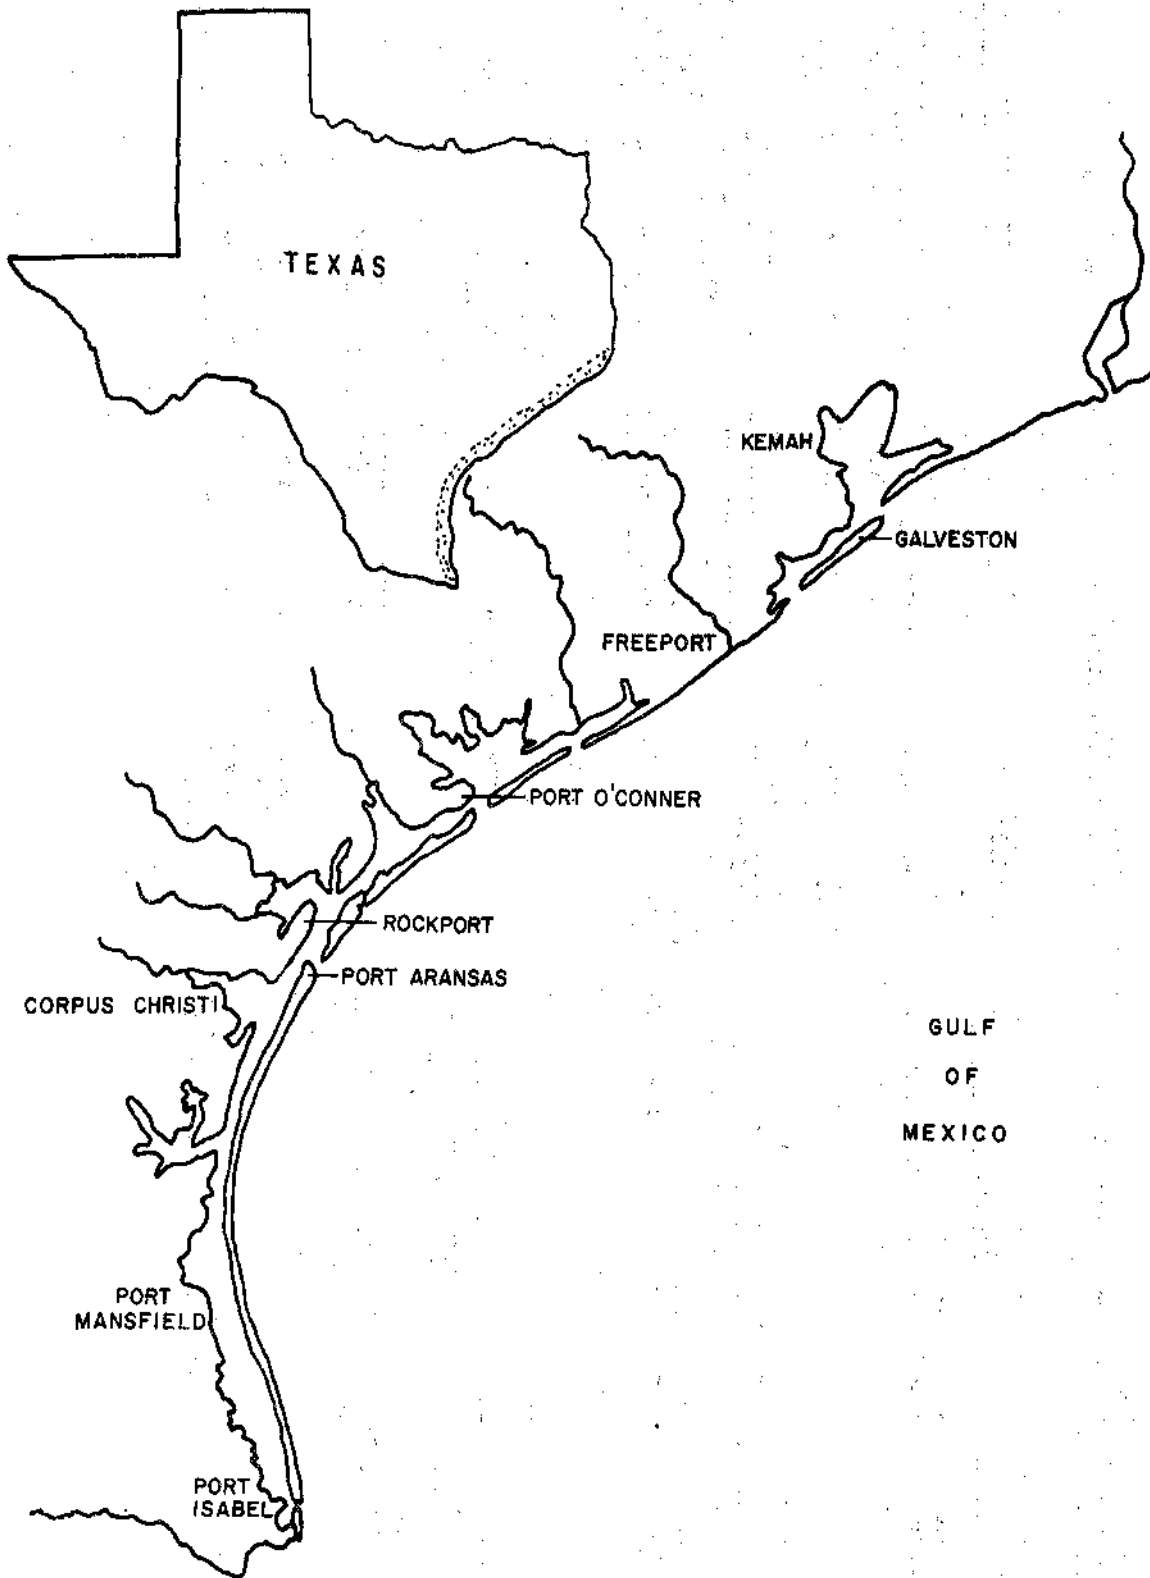 TEXAS
KEMAH
GALVESTON
FREEPORT
PORT O'CONNER
ROCKPORT
PORT ARANSAS
CORPUS CHRISTI
GULF
OF
MEXICO
PORT
MANSFIELD
PORT
ISABEL